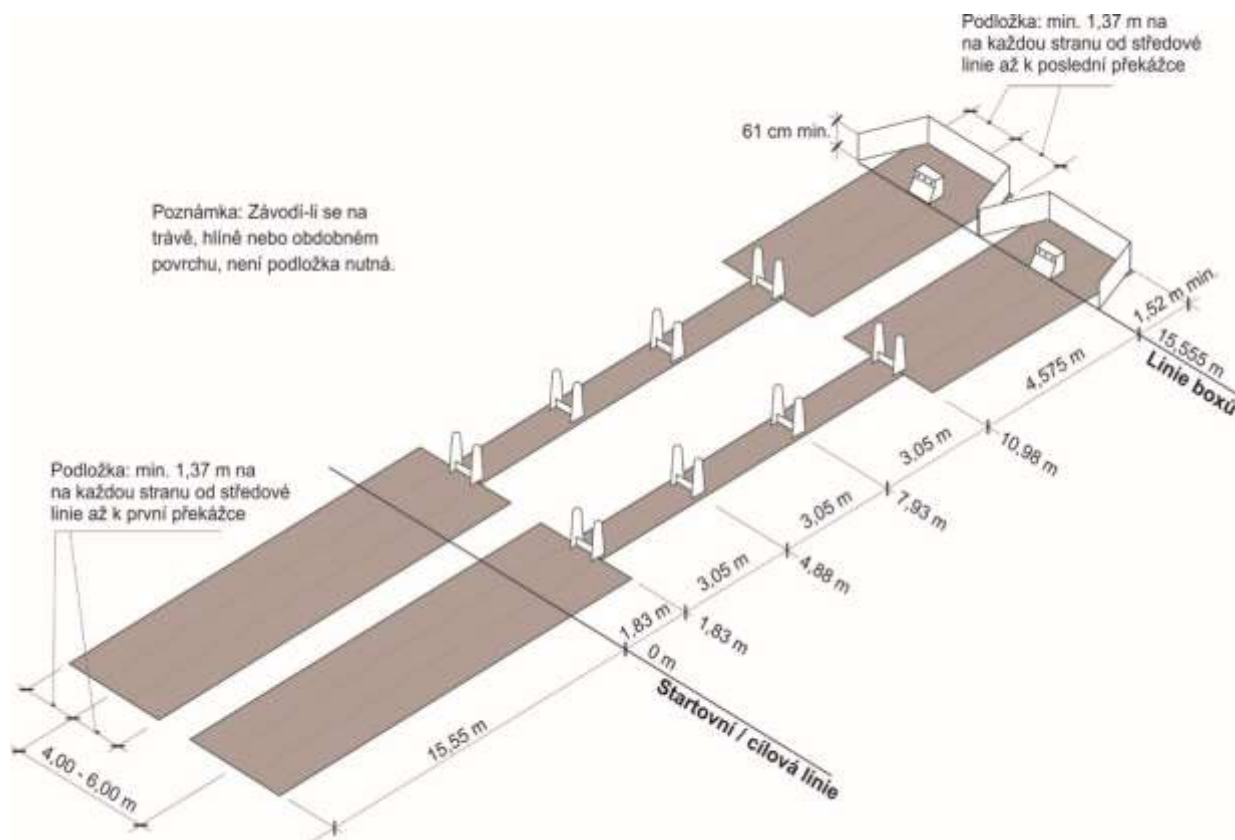 Podložka: min. 1,37 m na
na každou stranu od středové
linie až k poslední překážce
61 cm min.
Poznámka: Závodí-li se na
trávě, hlíně nebo obdobném
povrchu, není podložka nutná.
1,52 m min.
15,555 m
Linie boxů
4,575 m
10,98 m
3,05 m
7,93 m
3,05 m
4,88 m
3,05 m
1,83 m
1,83 m
0 m
Startovní / cílová linie
Podložka: min. 1,37 m na
na každou stranu od středové
linie až k první překážce
15,55 m
4,00 - 6,00 m